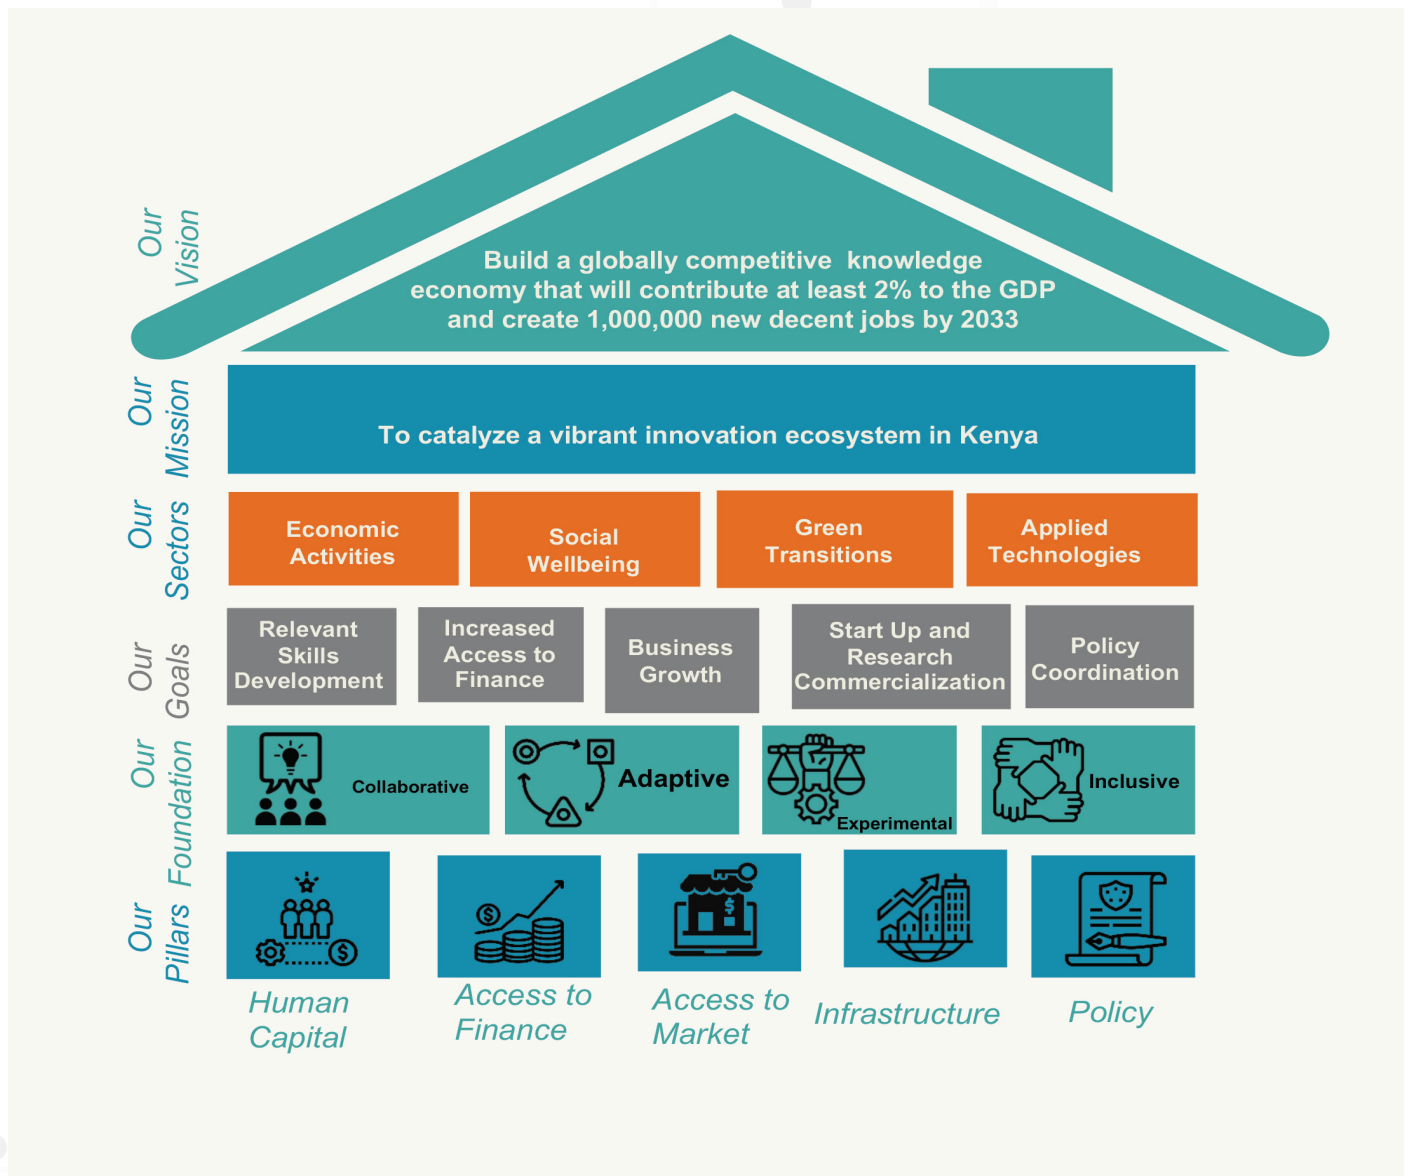 Our
Vision
Build a globally competitive knowledge
economy that will contribute at least 2% to the GDP
and create 1,000,000 new decent jobs by 2033
Our
Mission
To catalyze a vibrant innovation ecosystem in Kenya
Our
Sectors
Economic
Activities
Social
Wellbeing
Green
Transitions
Applied
Technologies
Our
Goals
Relevant
Skills
Development
Increased
Access to
Finance
Business
Growth
Start Up and
Research
Commercialization
Policy
Coordination
Our
Foundation
Collaborative
Adaptive
Experimental
Inclusive
Our
Pillars
$
$
$
Human
Capital
Access to
Finance
Access to
Market
Infrastructure
Policy